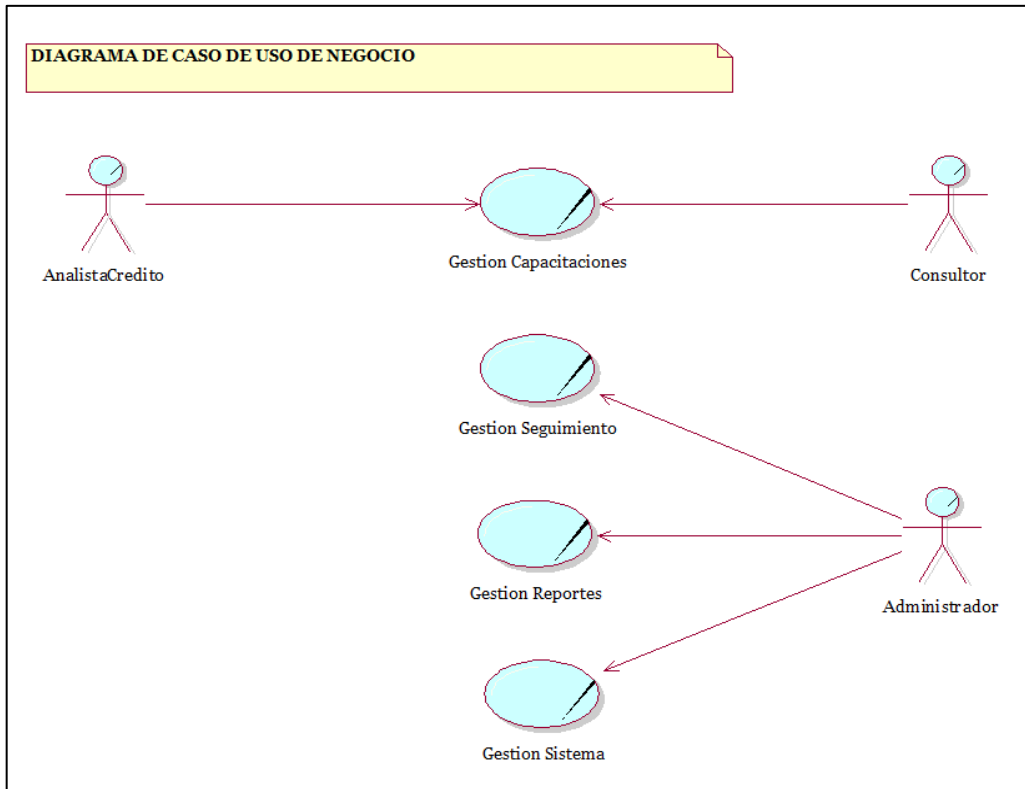 DIAGRAMA DE CASO DE USO DE NEGOCIO
AnalistaCredito
Gestion Capacitaciones
Consultor
Gestion Seguimiento
Gestion Reportes
Administrador
Gestion Sistema